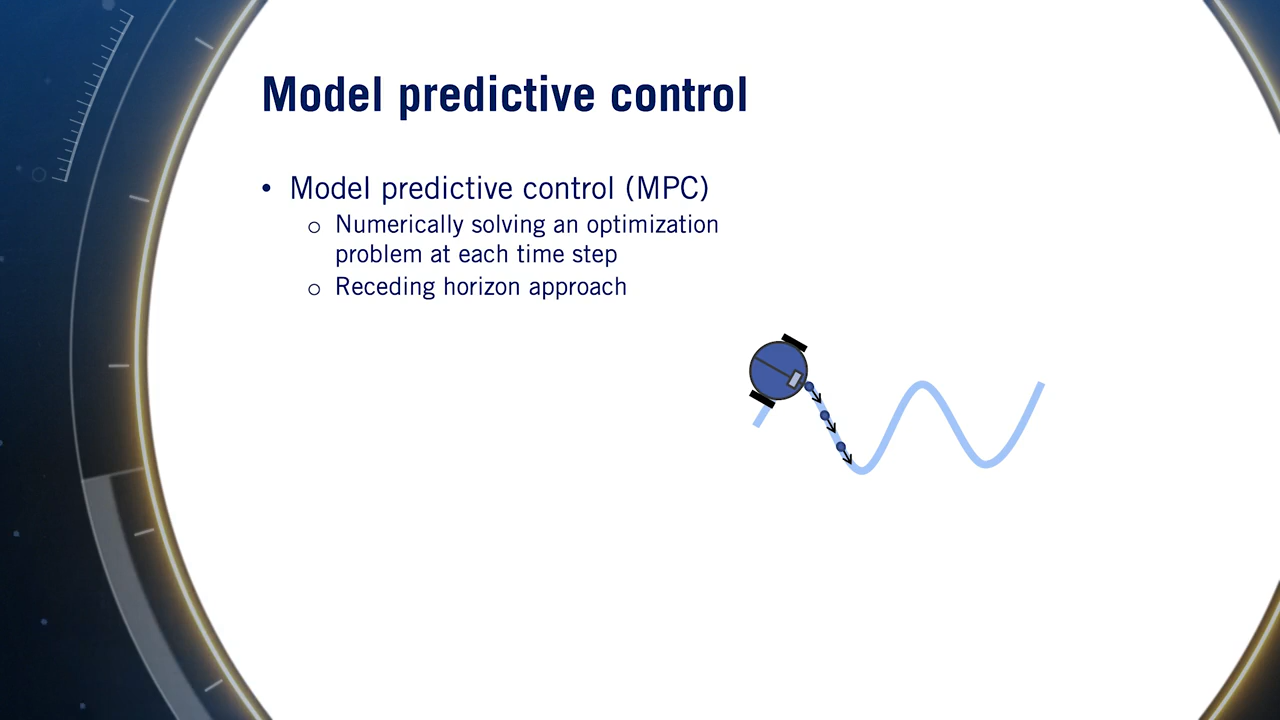 Model predictive control
• Model predictive control (MPC)
o Numerically solving an optimization
problem at each time step
o Receding horizon approach